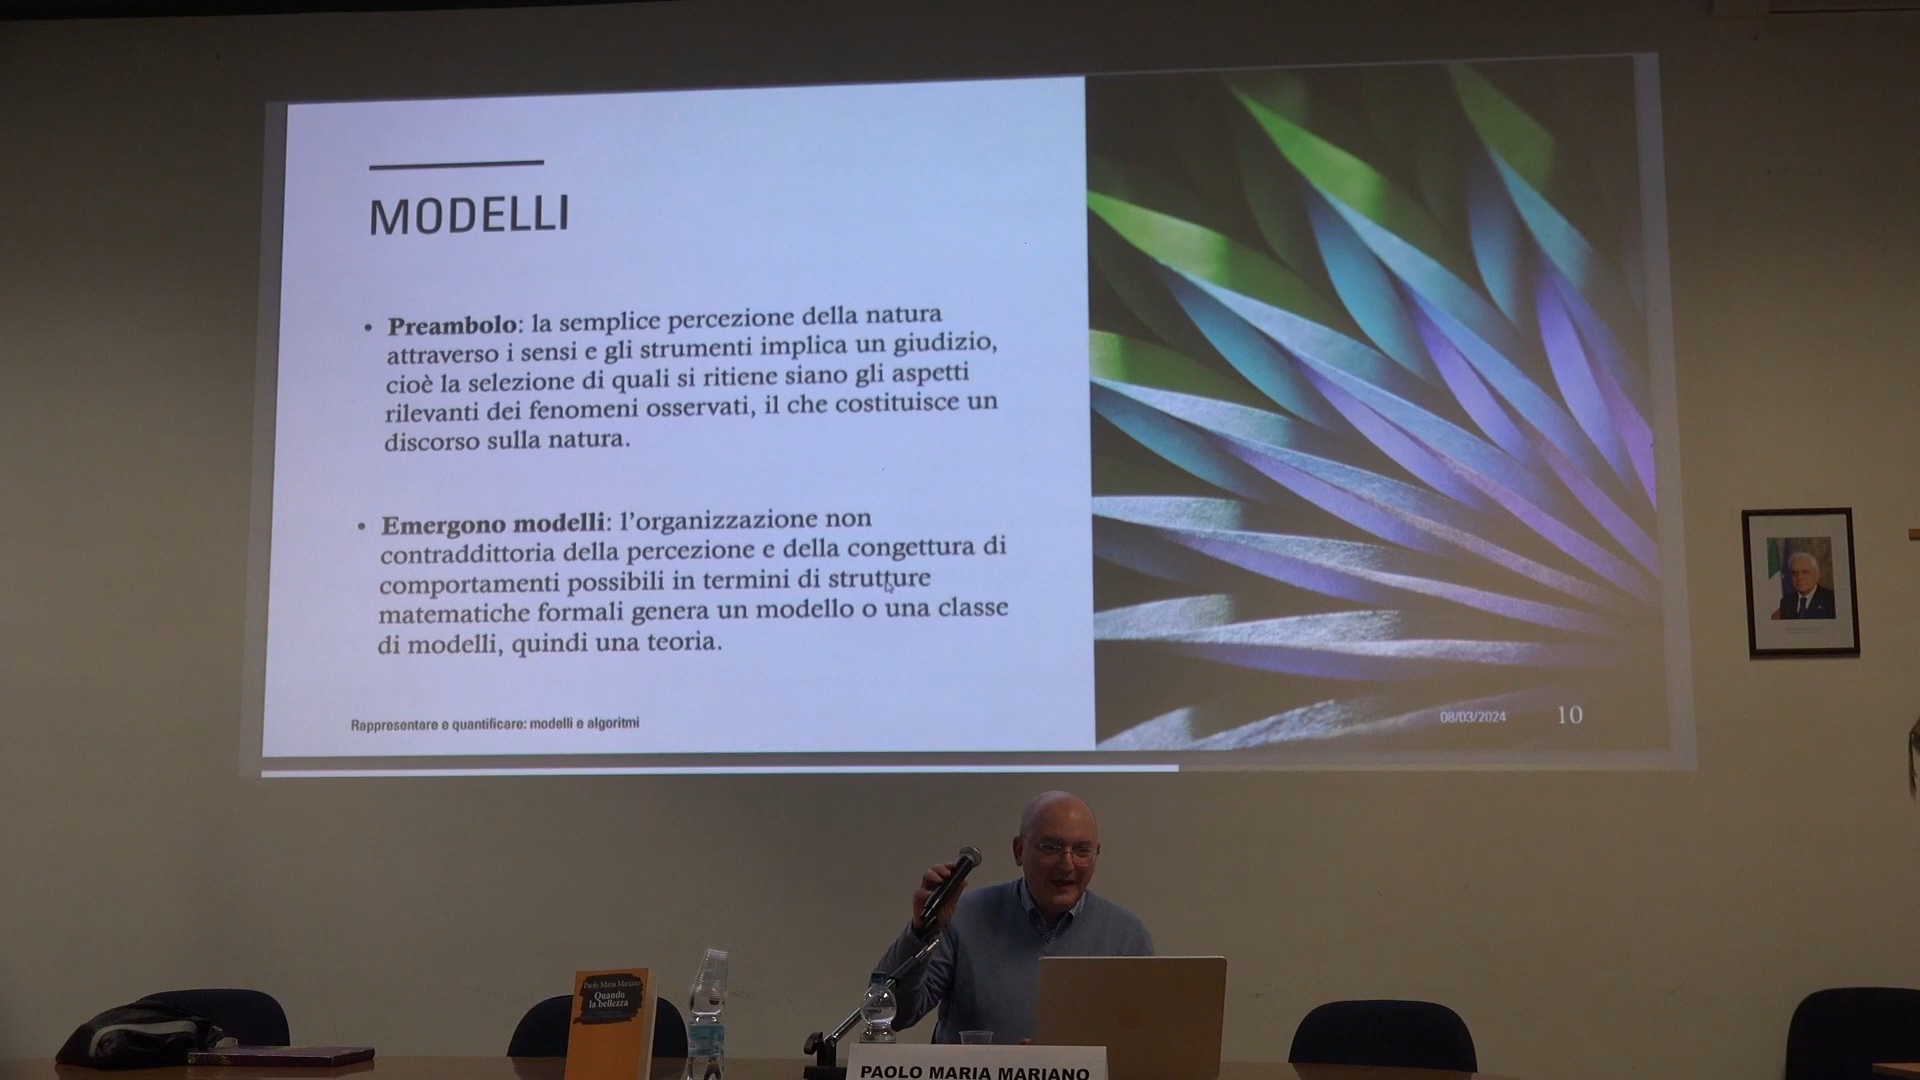 MODELLI
• Preambolo: la semplice percezione della natura
attraverso i sensi e gli strumenti implica un giudizio,
cioè la selezione di quali si ritiene siano gli aspetti
rilevanti dei fenomeni osservati, il che costituisce un
discorso sulla natura.
• Emergono modelli: l'organizzazione non
contraddittoria della percezione e della congettura di
comportamenti possibili in termini di strutture
matematiche formali genera un modello o una classe
di modelli, quindi una teoria.
Rappresentare e quantificare: modelli e algoritmi
08/03/2024
10
Paolo Maria Mariano
Quando
la bellezza
PAOLO MARIA MARIANO